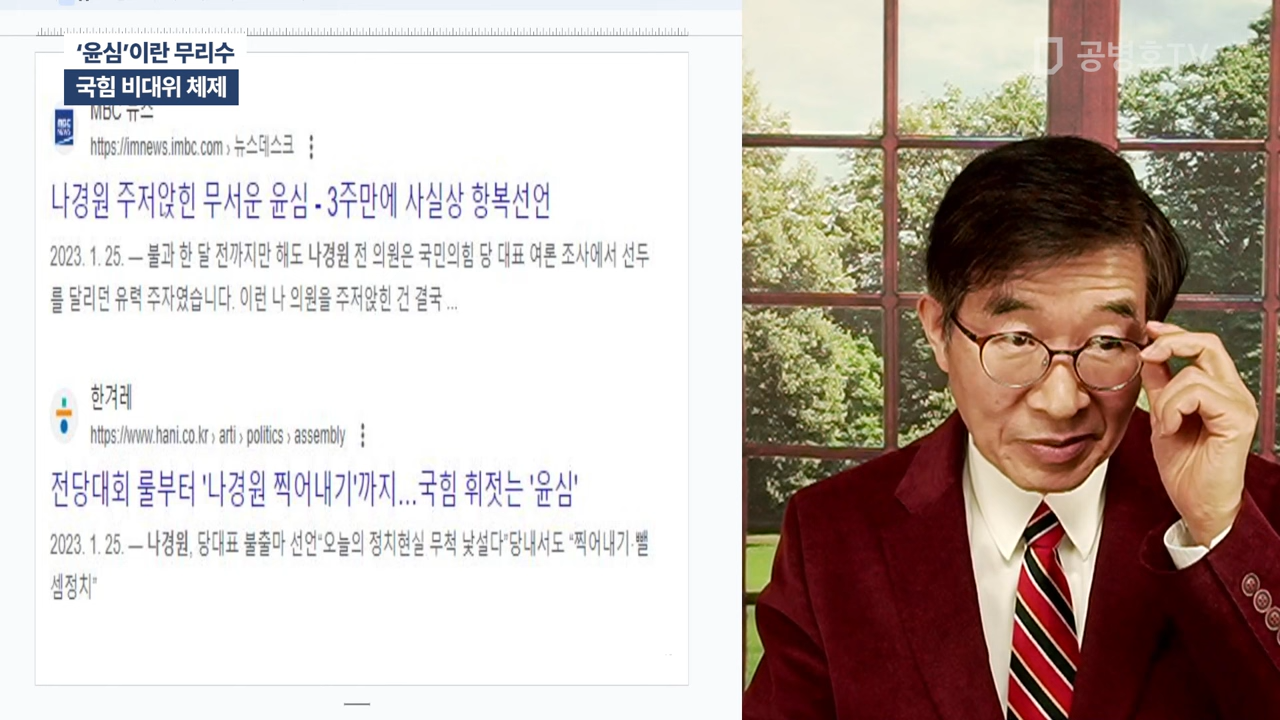 ‘윤심’이란 무리수
국힘 비대위 체제
MBC 뉴스
https://imnews.imbc.com › 뉴스데스크
나경원 주저앉힌 무서운 윤심 - 3주만에 사실상 항복선언
2023. 1. 25. — 불과 한 달 전까지만 해도 나경원 전 의원은 국민의힘 당 대표 여론 조사에서 선두
를 달리던 유력 주자였습니다. 이런 나 의원을 주저앉힌 건 결국 ...
한겨레
https://www.hani.co.kr › arti › politics › assembly
전당대회 룰부터 '나경원 찍어내기'까지...국힘 휘젓는 '윤심'
2023. 1. 25. — 나경원, 당대표 불출마 선언“오늘의 정치현실 무척 낯설다”당내서도 “찍어내기·뺄
셈정치”
공병호TV